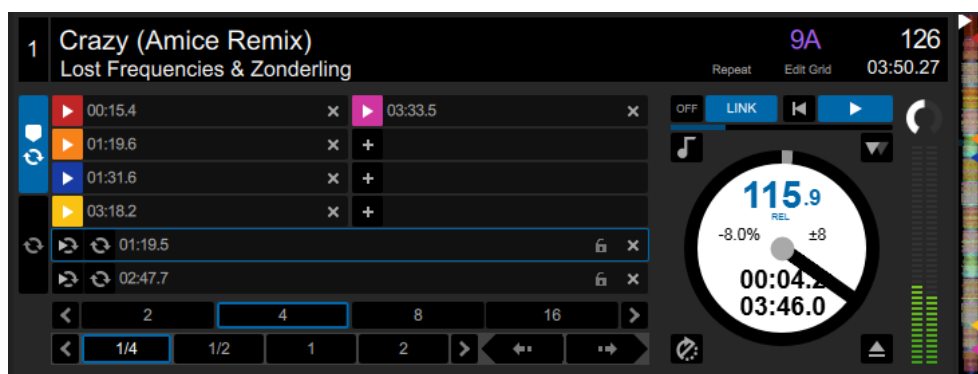 1 Crazy (Amice Remix) 9A 126
Lost Frequencies & Zonderling Repeat Edit Grid 03:50.27
00:15.4 03:33.5 OFF LINK
01:19.6
01:31.6
03:18.2
01:19.5
02:47.7
2 4 8 16
1/4 1/2 1 2
115.9
REL
-8.0% ±8
00:04.
03:46.0